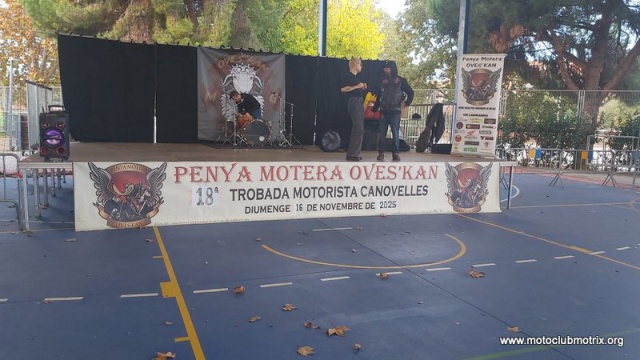 Penya Motera
OVES'KAN
PENYA MOTERA OVES'KAN
18ª TROBADA MOTORISTA CANOVELLES
DIUMENGE 16 DE NOVEMBRE DE 2025
www.motoclubmotrix.org